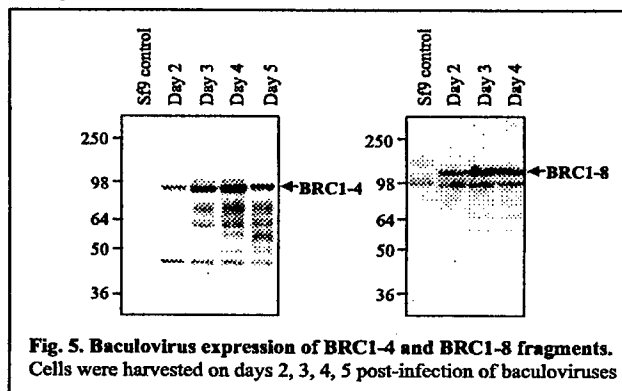 Sf9 control
Day 2
Day 3
Day 4
Day 5
250
98
64
50
36
BRC1-4
Sf9 control
Day 2
Day 3
Day 4
250
98
64
50
36
BRC1-8
Fig. 5. Baculovirus expression of BRC1-4 and BRC1-8 fragments.
Cells were harvested on days 2, 3, 4, 5 post-infection of baculoviruses